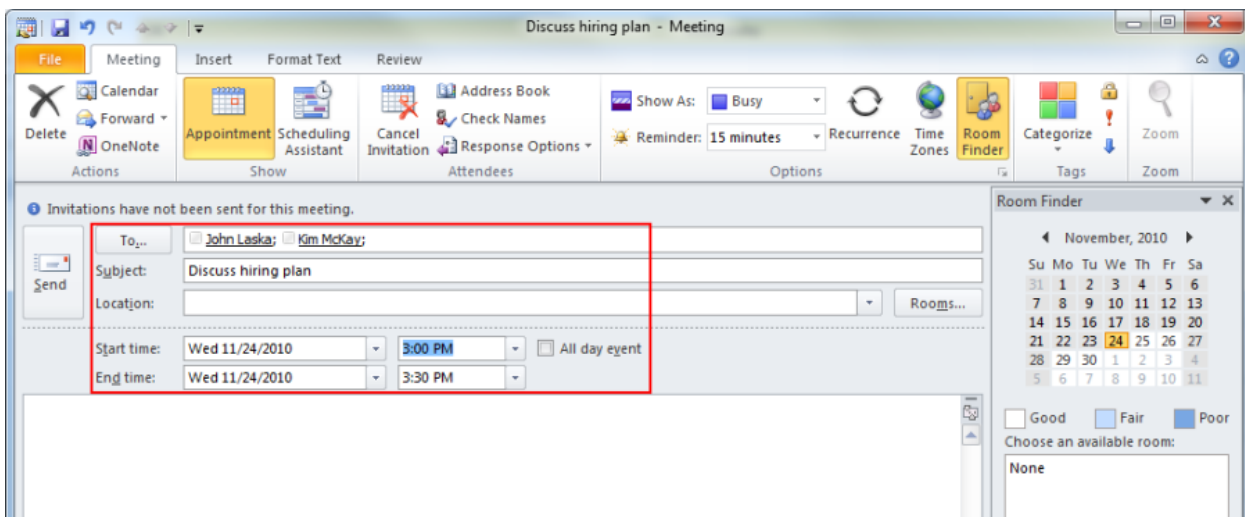 Discuss hiring plan - Meeting
File Meeting Insert Format Text Review
Delete
Calendar
Forward
OneNote
Actions
Appointment
Scheduling
Assistant
Show
Cancel
Invitation
Address Book
Check Names
Response Options
Attendees
Show As: Busy
Reminder: 15 minutes
Recurrence
Time
Zones
Room
Finder
Options
Categorize
Tags
Zoom
Zoom
Invitations have not been sent for this meeting.
Send
To... John Laska; Kim McKay;
Subject: Discuss hiring plan
Location: Rooms...
Start time: Wed 11/24/2010 3:00 PM All day event
End time: Wed 11/24/2010 3:30 PM
Room Finder
November, 2010
Su Mo Tu We Th Fr Sa
31 1 2 3 4 5 6
7 8 9 10 11 12 13
14 15 16 17 18 19 20
21 22 23 24 25 26 27
28 29 30 1 2 3 4
5 6 7 8 9 10 11
Good Fair Poor
Choose an available room:
None